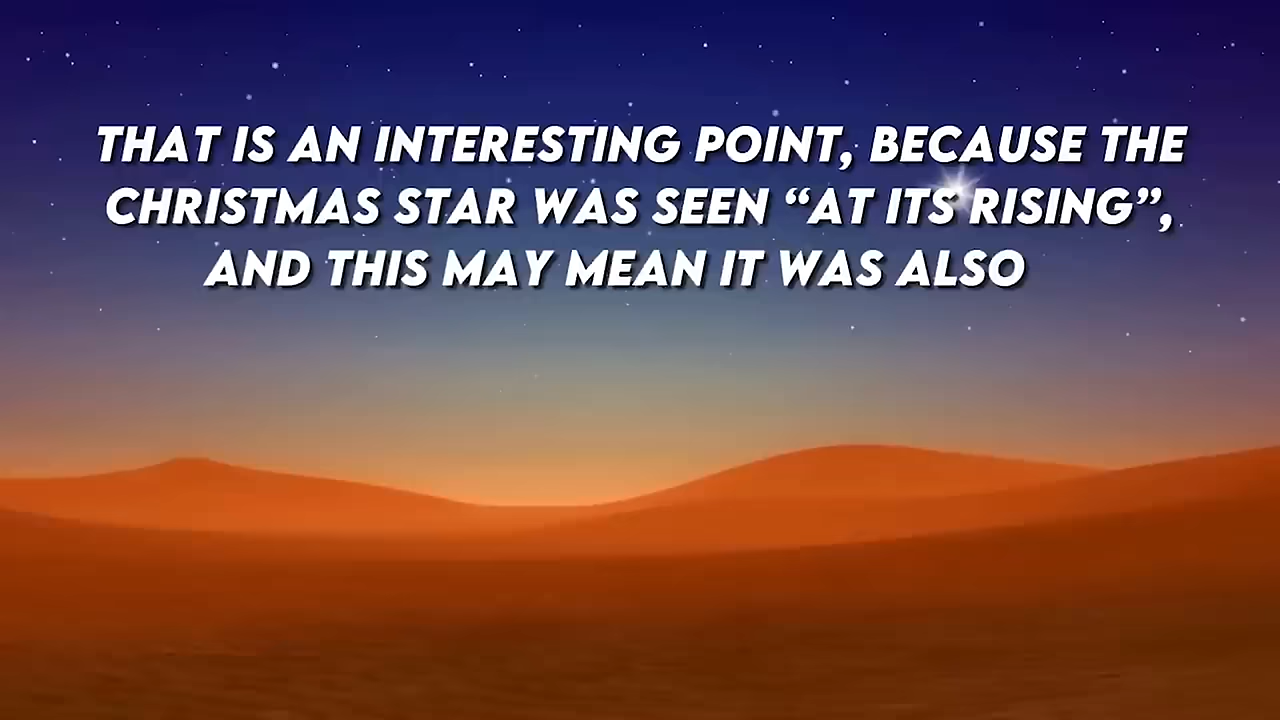 THAT IS AN INTERESTING POINT, BECAUSE THE
CHRISTMAS STAR WAS SEEN “AT ITS RISING”,
AND THIS MAY MEAN IT WAS ALSO